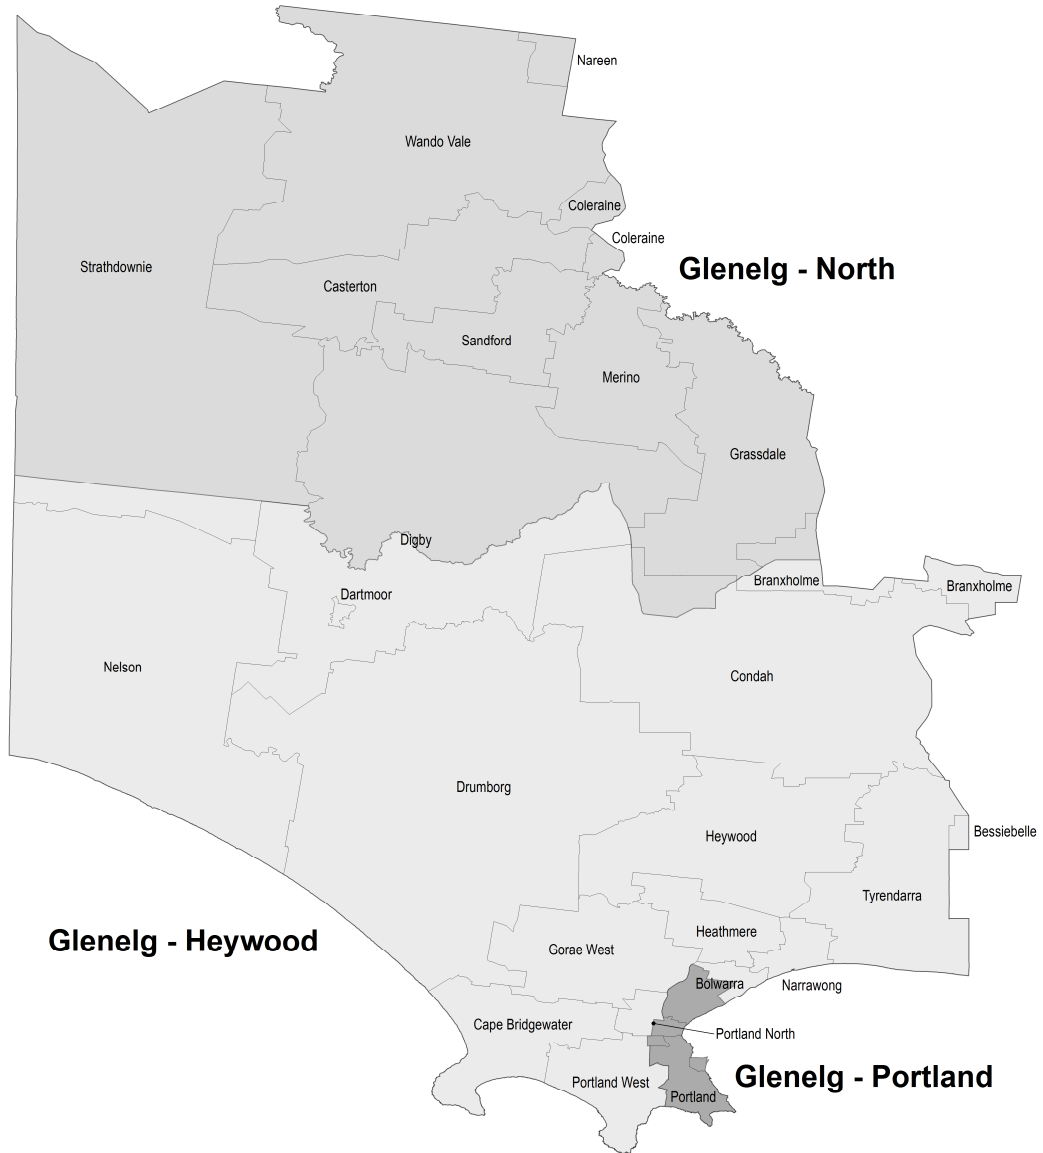 Nareen
Wando Vale
Coleraine
Coleraine
Strathdownie
Glenelg - North
Casterton
Sandford
Merino
Grassdale
Digby
Branxholme
Branxholme
Dartmoor
Nelson
Condah
Drumborg
Heywood
Bessiebelle
Tyrendarra
Glenelg - Heywood
Heathmere
Gorae West
Bolwarra
Narrawong
Cape Bridgewater
Portland North
Glenelg - Portland
Portland West
Portland